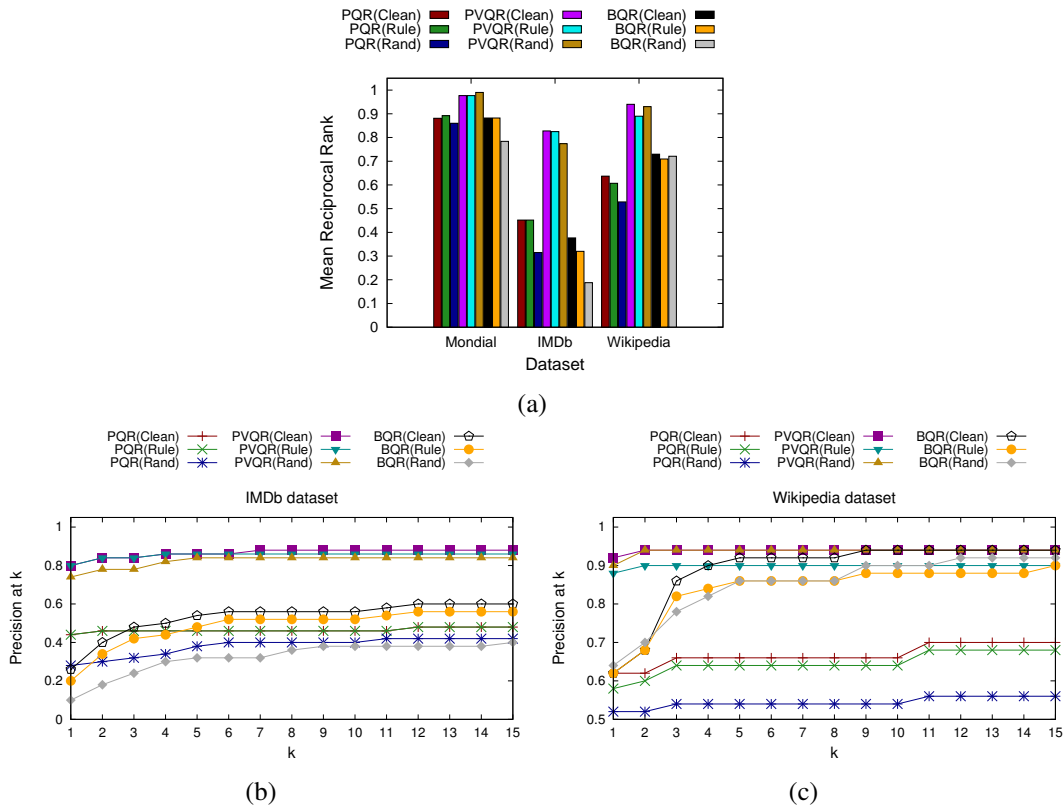 PQR(Clean) PVQR(Clean) BQR(Clean)
PQR(Rule) PVQR(Rule) BQR(Rule)
PQR(Rand) PVQR(Rand) BQR(Rand)
1
0.9
0.8
0.7
0.6
0.5
0.4
0.3
0.2
0.1
0
Mean Reciprocal Rank
Mondial IMDb Wikipedia
Dataset
(a)
PQR(Clean) PVQR(Clean) BQR(Clean)
PQR(Rule) PVQR(Rule) BQR(Rule)
PQR(Rand) PVQR(Rand) BQR(Rand)
IMDb dataset
1
0.8
0.6
0.4
0.2
0
Precision at k
1 2 3 4 5 6 7 8 9 10 11 12 13 14 15
k
(b)
PQR(Clean) PVQR(Clean) BQR(Clean)
PQR(Rule) PVQR(Rule) BQR(Rule)
PQR(Rand) PVQR(Rand) BQR(Rand)
Wikipedia dataset
1
0.9
0.8
0.7
0.6
0.5
Precision at k
1 2 3 4 5 6 7 8 9 10 11 12 13 14 15
k
(c)